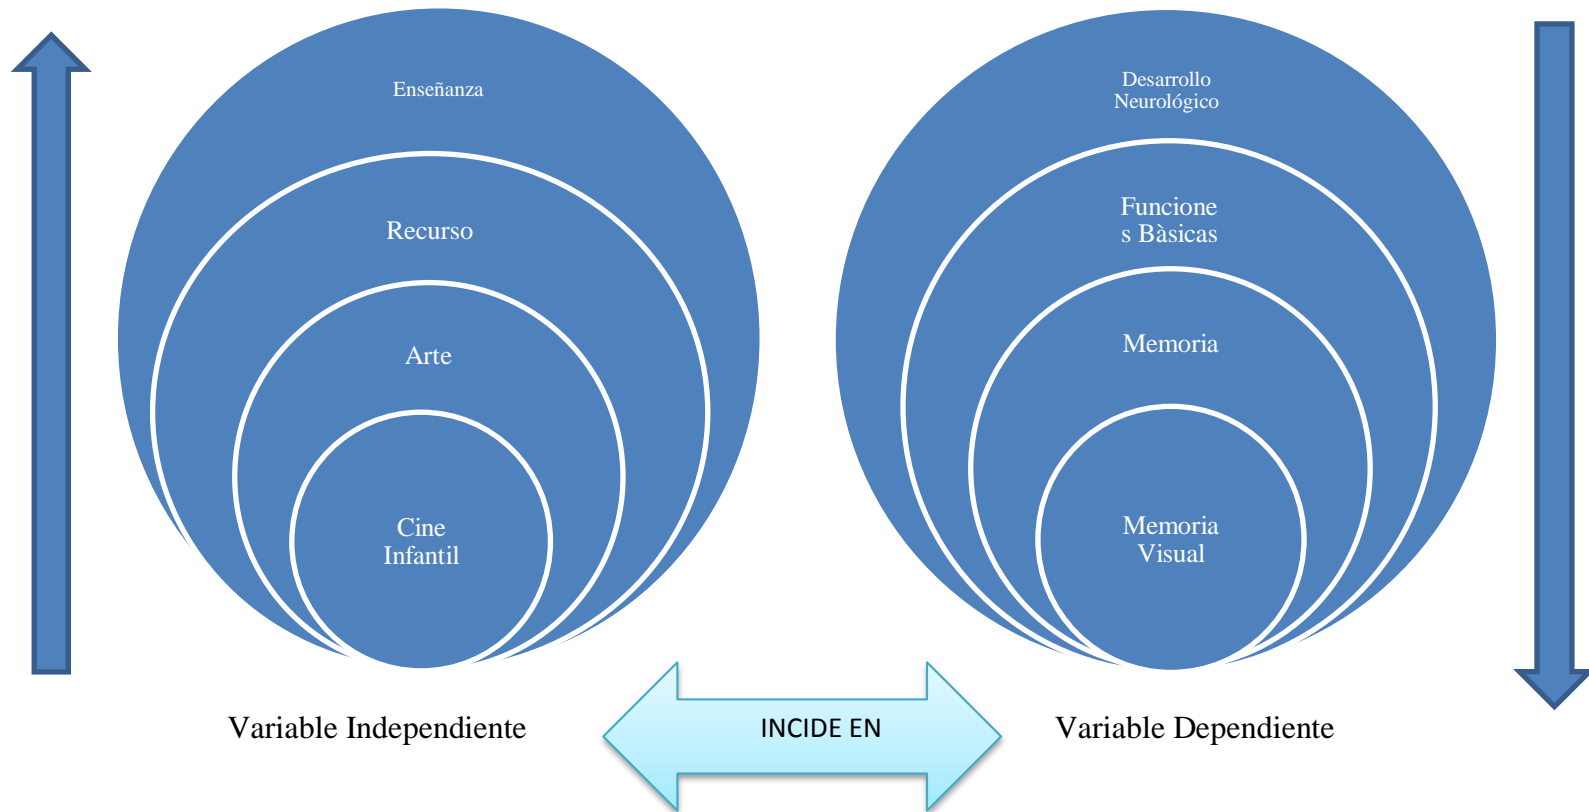 Enseñanza
Recurso
Arte
Cine
Infantil
Desarrollo
Neurológico
Funcione
s Bàsicas
Memoria
Memoria
Visual
Variable Independiente
INCIDE EN
Variable Dependiente